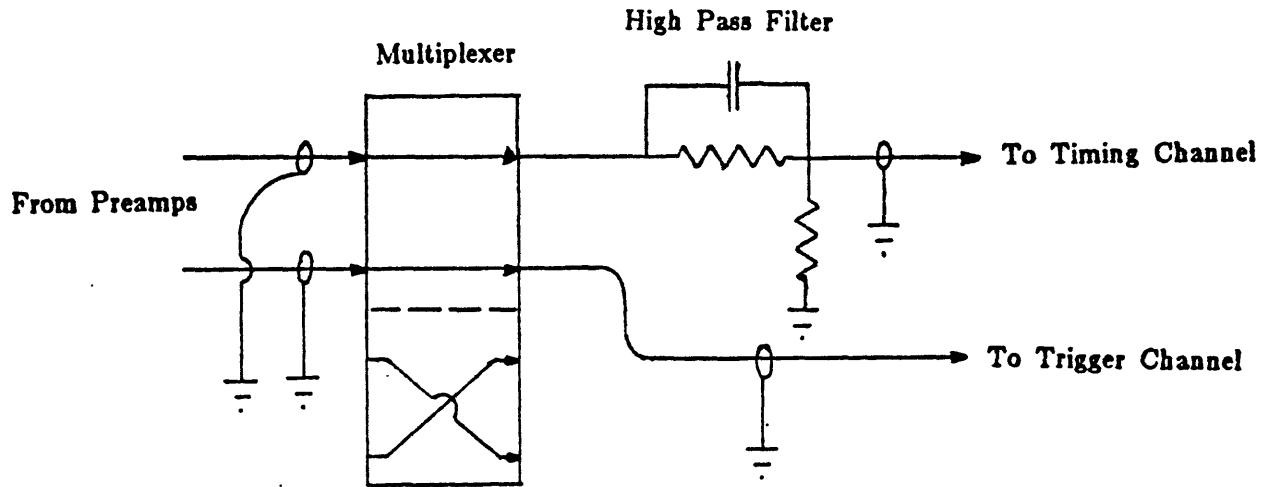 High Pass Filter
Multiplexer
To Timing Channel
From Preamps
To Trigger Channel